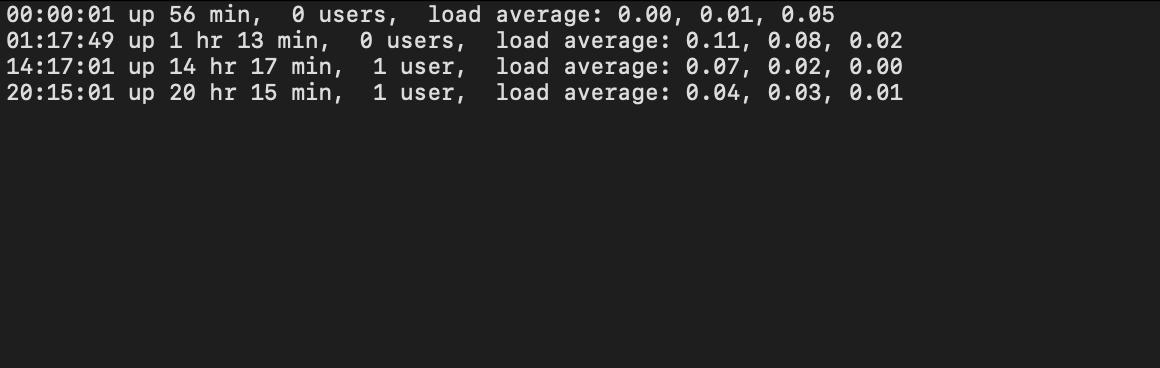 00:00:01 up 56 min,  0 users,  load average: 0.00, 0.01, 0.05
01:17:49 up 1 hr 13 min,  0 users,  load average: 0.11, 0.08, 0.02
14:17:01 up 14 hr 17 min,  1 user,  load average: 0.07, 0.02, 0.00
20:15:01 up 20 hr 15 min,  1 user,  load average: 0.04, 0.03, 0.01